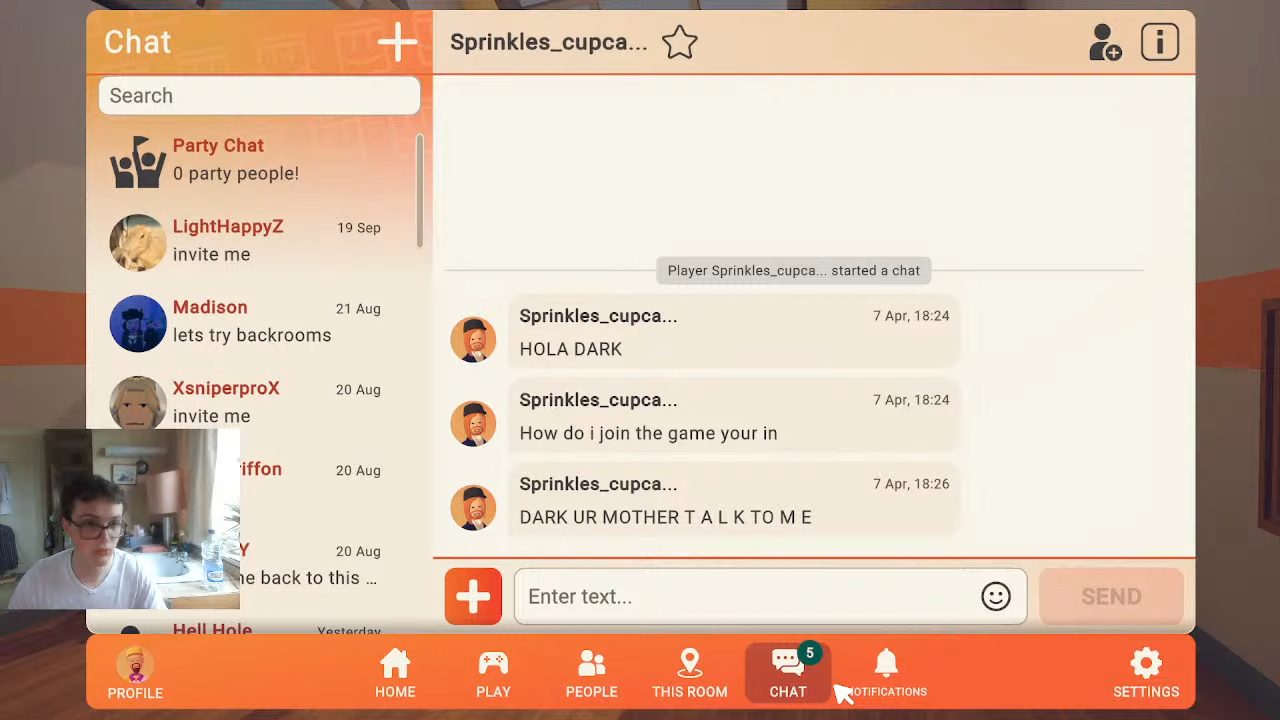 Chat
Search
Party Chat
0 party people!
LightHappyZ 19 Sep
invite me
Madison 21 Aug
lets try backrooms
XsniperproX 20 Aug
invite me
iffon 20 Aug
Y 20 Aug
ne back to this ...
Hell Hole Yesterday
Sprinkles_cupca...
Player Sprinkles_cupca... started a chat
Sprinkles_cupca... 7 Apr, 18:24
HOLA DARK
Sprinkles_cupca... 7 Apr, 18:24
How do i join the game your in
Sprinkles_cupca... 7 Apr, 18:26
DARK UR MOTHER T A L K TO M E
Enter text...
SEND
PROFILE
HOME
PLAY
PEOPLE
THIS ROOM
5
CHAT
NOTIFICATIONS
SETTINGS